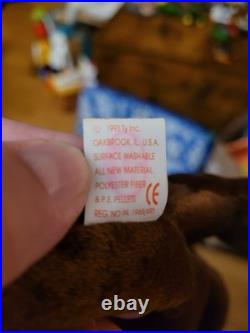 © 1993 Ty Inc.
OAKBROOK, IL. U.S.A.
SURFACE WASHABLE
ALL NEW MATERIAL
POLYESTER FIBER
& P.E. PELLETS CE
REG. NO PA. 1965(KR)